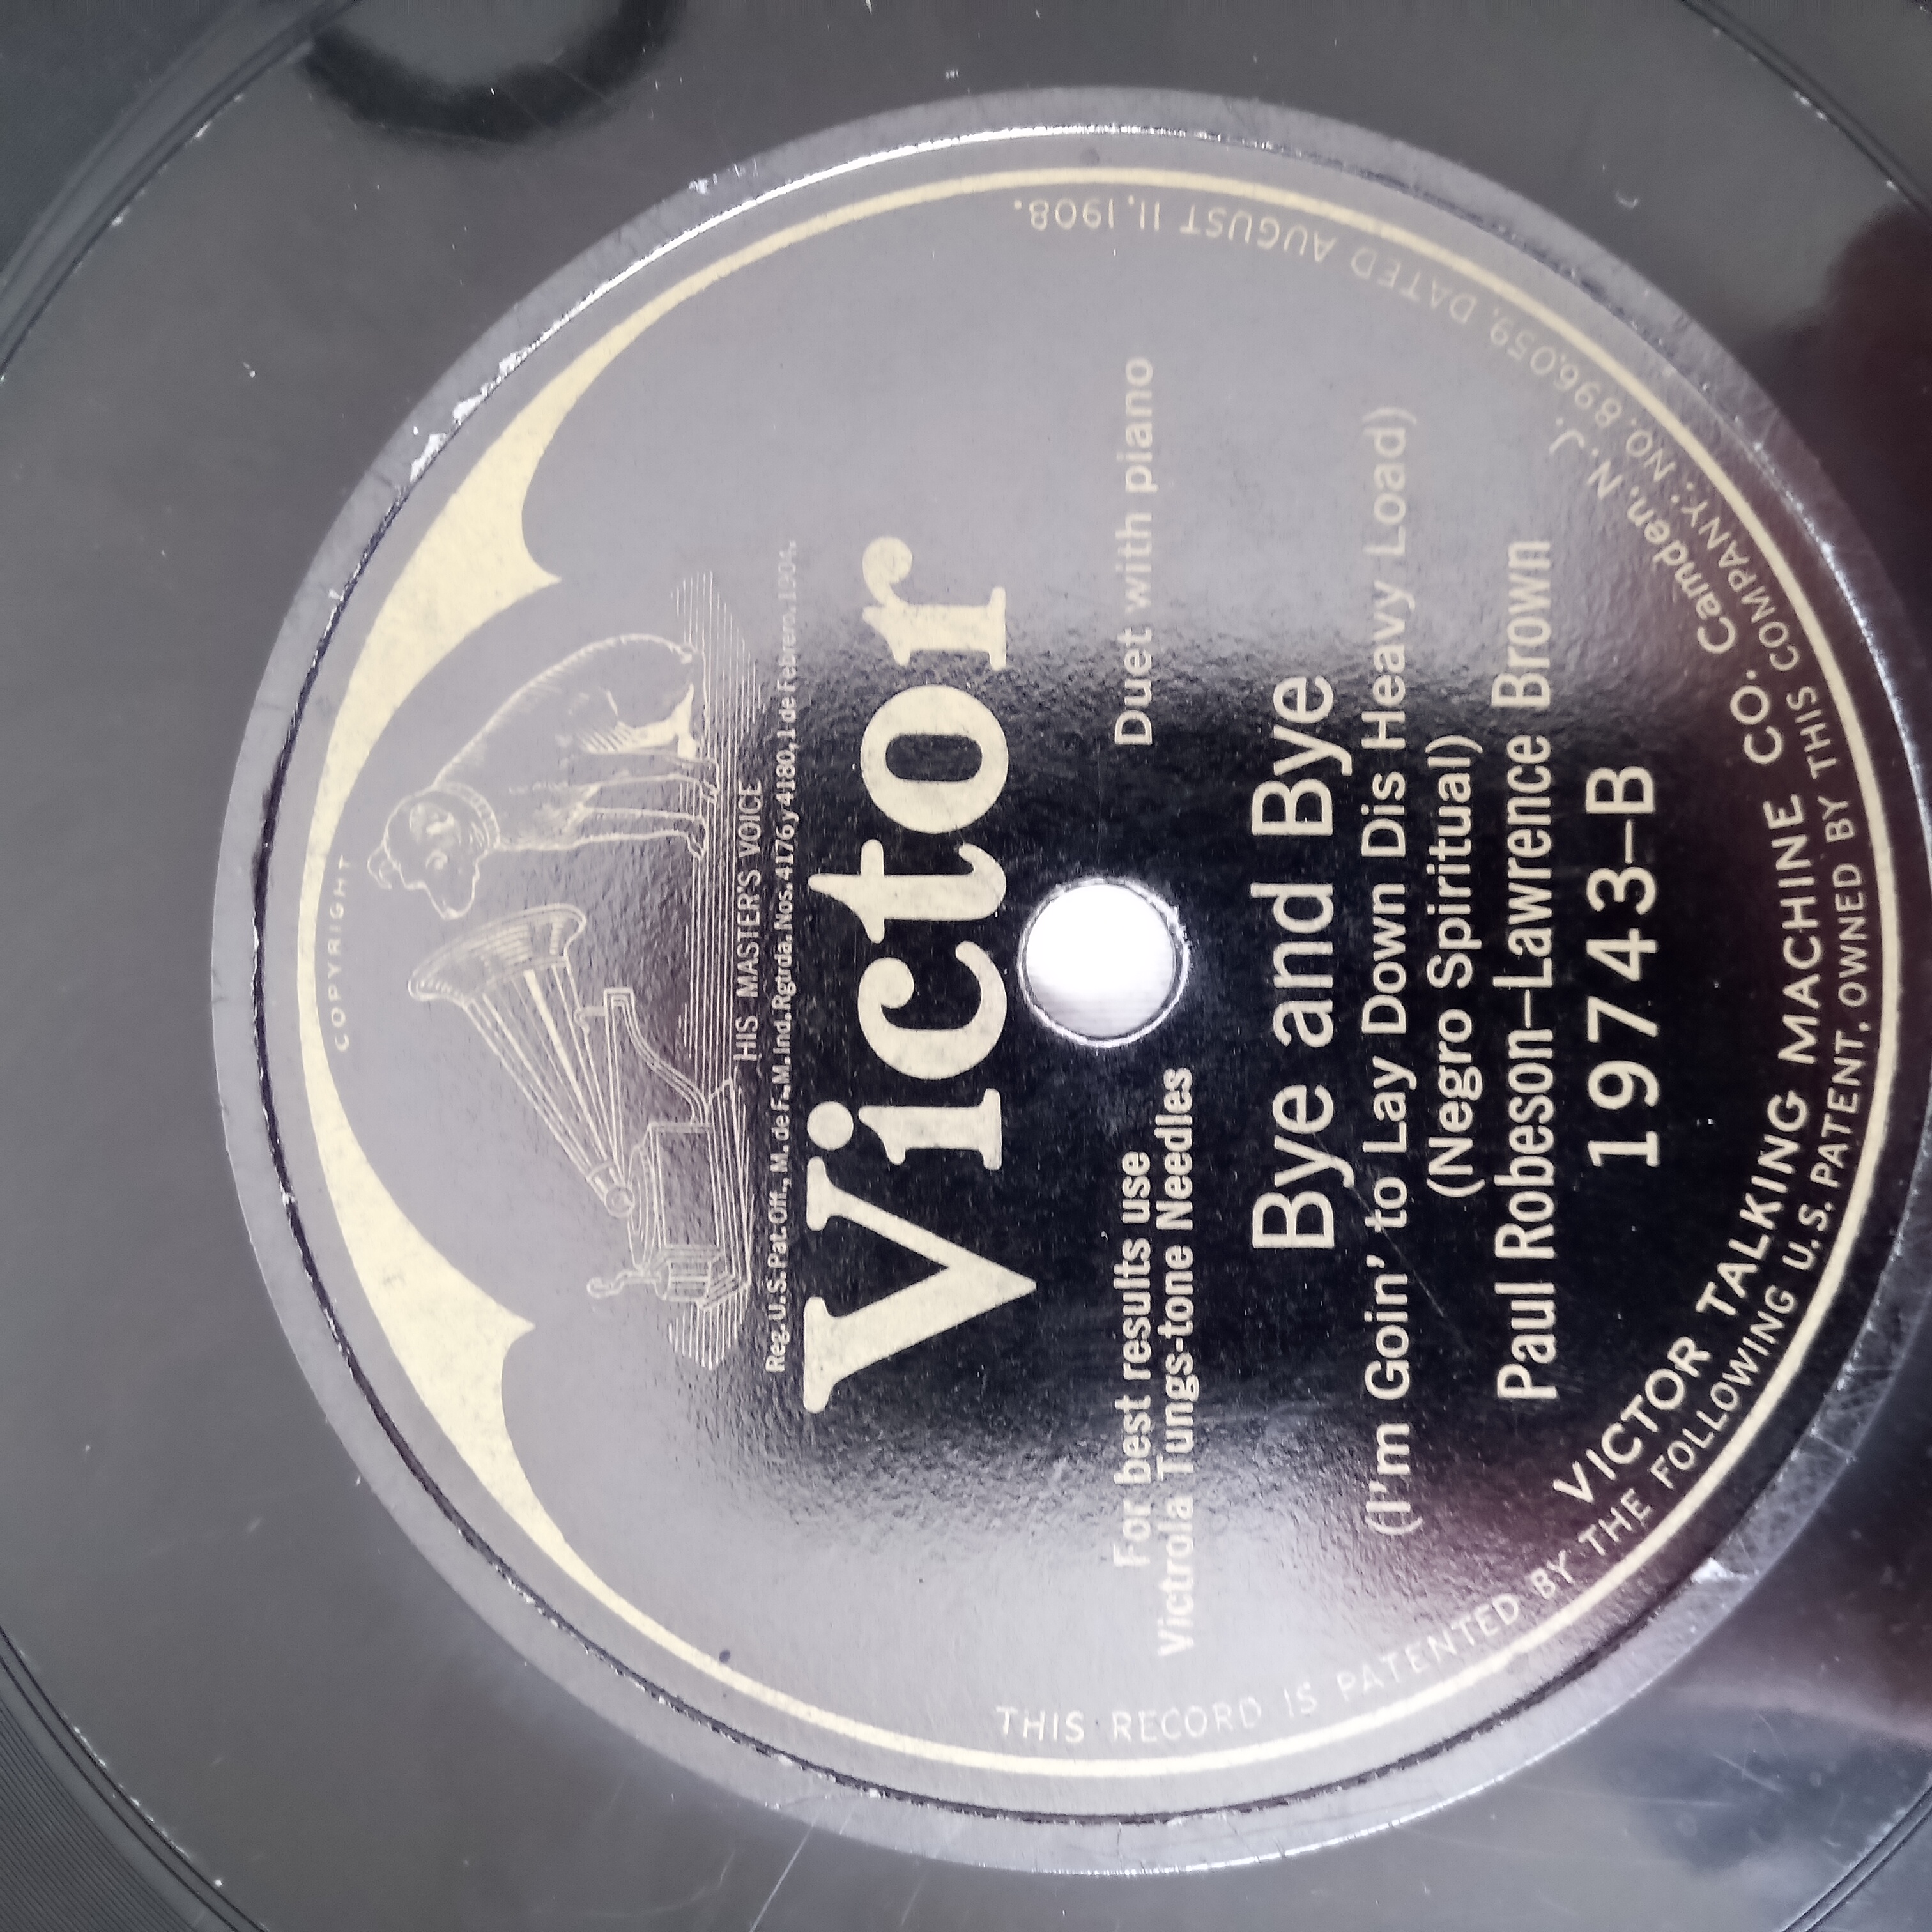 COPYRIGHT
HIS MASTER'S VOICE
Reg. U.S. Pat. Off., M. de F., M. Ind. Rgtrda. Nos. 4176 y 4180, 1 de Febrero, 1904.
Victor
For best results use
Victrola Tungs-tone Needles
Duet with piano
Bye and Bye
(I'm Goin' to Lay Down Dis Heavy Load)
(Negro Spiritual)
Paul Robeson–Lawrence Brown
19743–B
VICTOR TALKING MACHINE CO. Camden, N. J.
THIS RECORD IS PATENTED BY THE FOLLOWING U.S. PATENT, OWNED BY THIS COMPANY: NO. 896,059, DATED AUGUST 11, 1908.